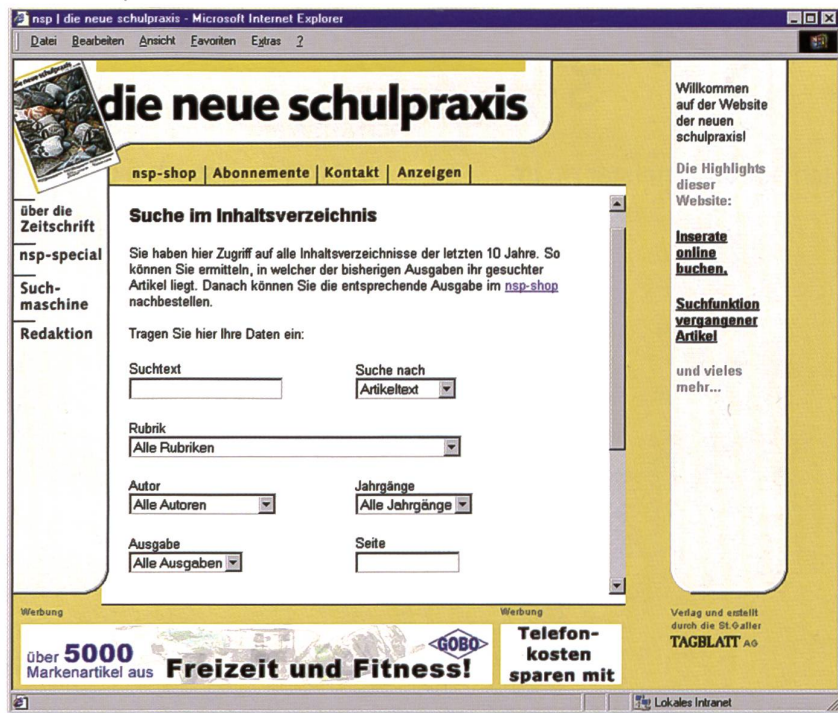 nsp | die neue schulpraxis - Microsoft Internet Explorer
Datei Bearbeiten Ansicht Favoriten Extras ?
die neue schulpraxis
nsp-shop | Abonnemente | Kontakt | Anzeigen |
über die
Zeitschrift
nsp-special
Such-
maschine
Redaktion
Suche im Inhaltsverzeichnis
Sie haben hier Zugriff auf alle Inhaltsverzeichnisse der letzten 10 Jahre. So
können Sie ermitteln, in welcher der bisherigen Ausgaben ihr gesuchter
Artikel liegt. Danach können Sie die entsprechende Ausgabe im nsp-shop
nachbestellen.
Tragen Sie hier Ihre Daten ein:
Suchtext
Suche nach
Artikeltext
Rubrik
Alle Rubriken
Autor
Alle Autoren
Jahrgänge
Alle Jahrgänge
Ausgabe
Alle Ausgaben
Seite
Willkommen
auf der Website
der neuen
schulpraxis!
Die Highlights
dieser
Website:
Inserate
online
buchen.
Suchfunktion
vergangener
Artikel
und vieles
mehr...
Werbung
über 5000
Markenartikel aus
Freizeit und Fitness!
GOBO
Werbung
Telefon-
kosten
sparen mit
Verlag und erstellt
durch die St.Galler
TAGBLATT AG
Lokales Intranet